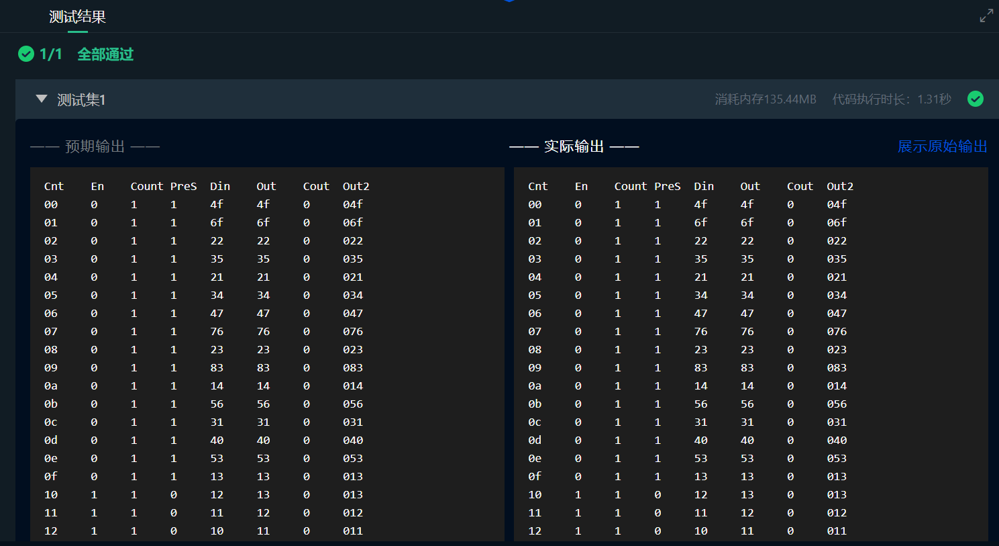 测试结果
1/1 全部通过
测试集1 消耗内存135.44MB 代码执行时长：1.31秒
—— 预期输出 ——
Cnt En Count PreS Din Out Cout Out2
00 0 1 1 4f 4f 0 04f
01 0 1 1 6f 6f 0 06f
02 0 1 1 22 22 0 022
03 0 1 1 35 35 0 035
04 0 1 1 21 21 0 021
05 0 1 1 34 34 0 034
06 0 1 1 47 47 0 047
07 0 1 1 76 76 0 076
08 0 1 1 23 23 0 023
09 0 1 1 83 83 0 083
0a 0 1 1 14 14 0 014
0b 0 1 1 56 56 0 056
0c 0 1 1 31 31 0 031
0d 0 1 1 40 40 0 040
0e 0 1 1 53 53 0 053
0f 0 1 1 13 13 0 013
10 1 1 0 12 13 0 013
11 1 1 0 11 12 0 012
12 1 1 0 10 11 0 011
—— 实际输出 —— 展示原始输出
Cnt En Count PreS Din Out Cout Out2
00 0 1 1 4f 4f 0 04f
01 0 1 1 6f 6f 0 06f
02 0 1 1 22 22 0 022
03 0 1 1 35 35 0 035
04 0 1 1 21 21 0 021
05 0 1 1 34 34 0 034
06 0 1 1 47 47 0 047
07 0 1 1 76 76 0 076
08 0 1 1 23 23 0 023
09 0 1 1 83 83 0 083
0a 0 1 1 14 14 0 014
0b 0 1 1 56 56 0 056
0c 0 1 1 31 31 0 031
0d 0 1 1 40 40 0 040
0e 0 1 1 53 53 0 053
0f 0 1 1 13 13 0 013
10 1 1 0 12 13 0 013
11 1 1 0 11 12 0 012
12 1 1 0 10 11 0 011